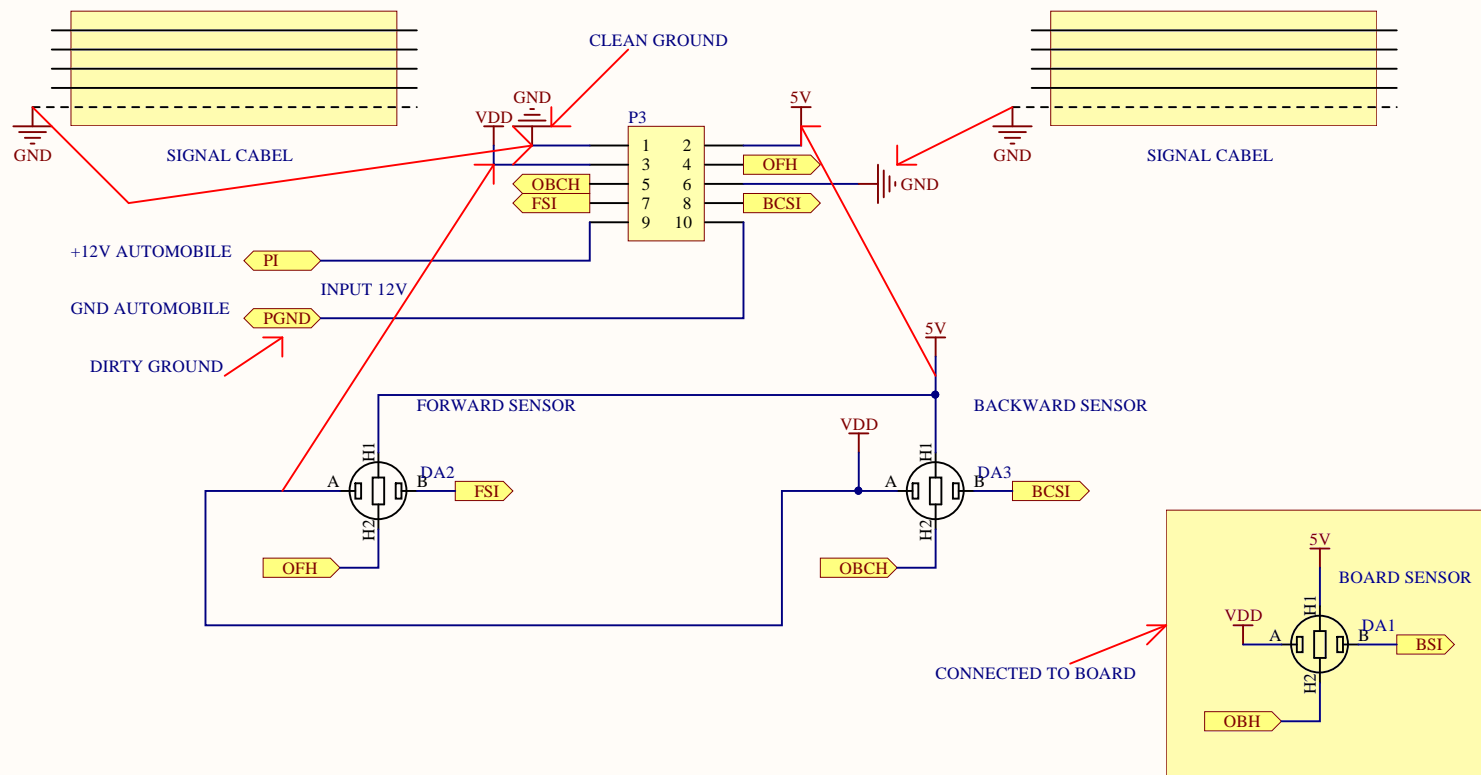 CLEAN GROUND
GND
VDD
5V
P3
GND
SIGNAL CABEL
GND
SIGNAL CABEL
1 2
3 4
OFH
OBCH
5 6
GND
FSI
7 8
BCSI
9 10
+12V AUTOMOBILE
PI
INPUT 12V
GND AUTOMOBILE
PGND
DIRTY GROUND
5V
FORWARD SENSOR
BACKWARD SENSOR
VDD
H1
DA2
A
B
FSI
H2
OFH
H1
DA3
A
B
BCSI
H2
OBCH
5V
BOARD SENSOR
H1
VDD
DA1
A
B
BSI
H2
CONNECTED TO BOARD
OBH